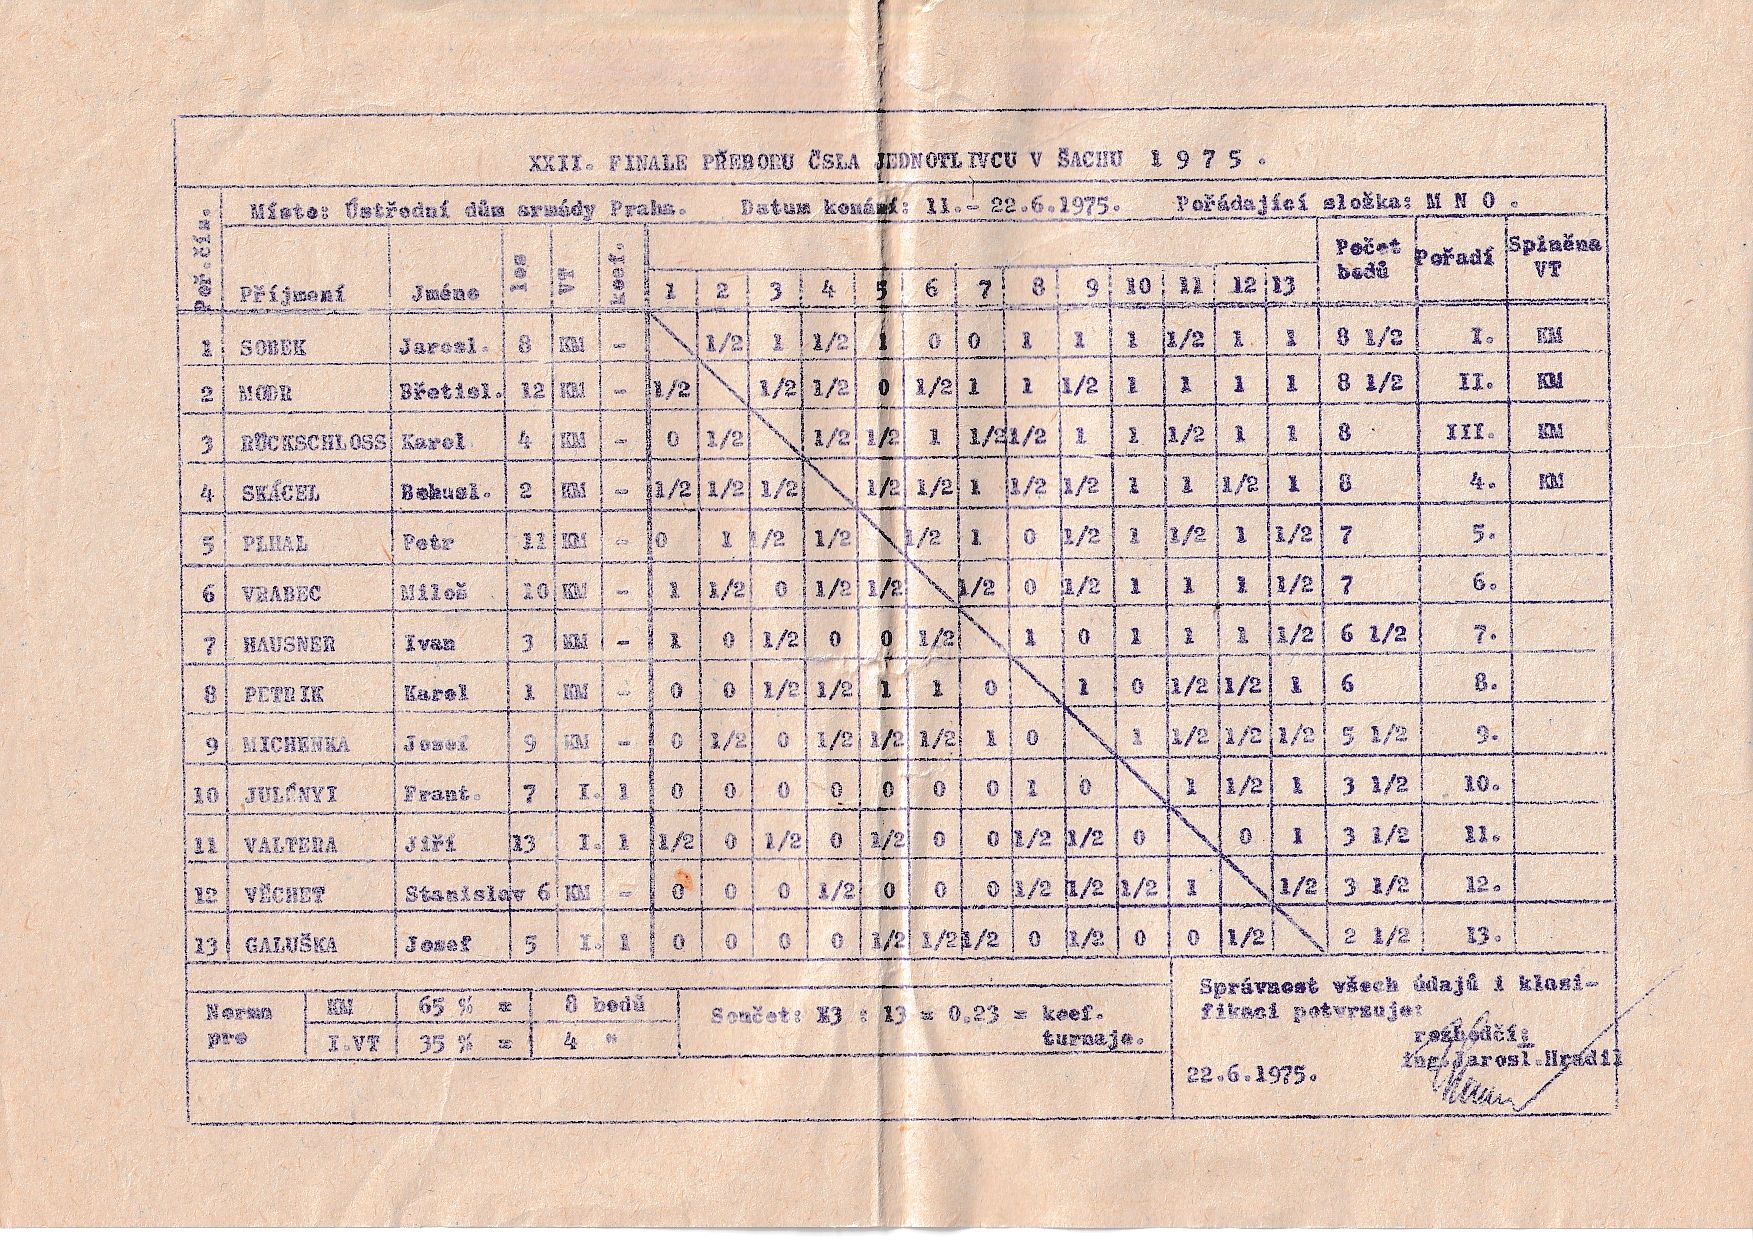 XXII. FINALE PŘEBORU ČSLA JEDNOTLIVCU V ŠACHU 1975.
Místo: Ústřední dům armády Praha. Datum konání: 11.- 22.6.1975. Pořádající složka: M N O .
Poř.čís. Příjmení Jméno los VT koef. 1 2 3 4 5 6 7 8 9 10 11 12 13 Počet bodů Pořadí Splněna VT
1 SOBEK Jarosl. 8 KM - 1/2 1 1/2 1 0 0 1 1 1 1/2 1 1 8 1/2 I. KM
2 MODR Břetisl. 12 KM - 1/2 1/2 1/2 0 1/2 1 1 1/2 1 1 1 1 8 1/2 II. KM
3 RÜCKSCHLOSS Karel 4 KM - 0 1/2 1/2 1/2 1 1/2 1/2 1 1 1/2 1 1 8 III. KM
4 SKÁCEL Bohusl. 2 KM - 1/2 1/2 1/2 1/2 1/2 1 1/2 1/2 1 1 1/2 1 8 4. KM
5 PLHAL Petr 11 KM - 0 1 1/2 1/2 1/2 1 0 1/2 1 1/2 1 1/2 7 5.
6 VRABEC Miloš 10 KM - 1 1/2 0 1/2 1/2 1/2 0 1/2 1 1 1 1/2 7 6.
7 HAUSNER Ivan 3 KM - 1 0 1/2 0 0 1/2 1 0 1 1 1 1/2 6 1/2 7.
8 PETRIK Karel 1 KM - 0 0 1/2 1/2 1 1 0 1 0 1/2 1/2 1 6 8.
9 MICHENKA Josef 9 KM - 0 1/2 0 1/2 1/2 1/2 1 0 1 1/2 1/2 1/2 5 1/2 9.
10 JULÉNYI Frant. 7 I. 1 0 0 0 0 0 0 0 1 0 1 1/2 1 3 1/2 10.
11 VALTERA Jiří 13 I. 1 1/2 0 1/2 0 1/2 0 0 1/2 1/2 0 0 1 3 1/2 11.
12 VĚCHET Stanislav 6 KM - 0 0 0 1/2 0 0 0 1/2 1/2 1/2 1 1/2 3 1/2 12.
13 GALUŠKA Josef 5 I. 1 0 0 0 0 1/2 1/2 1/2 0 1/2 0 0 1/2 2 1/2 13.
Norma pro KM 65 % = 8 bodů
I.VT 35 % = 4 "
Součet: X3 : 13 = 0.23 = koef.
turnaje.
Správnost všech údajů i klasi-
fikaci potvrzuje:
rozhodčí:
ing.Jarosl.Hradil
22.6.1975.